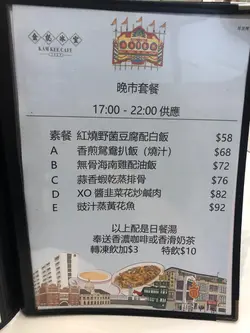 金記冰室
KAM KEE CAFE
晚市套餐
17:00 - 22:00 供應
素餐 紅燒野菌豆腐配白飯 $58
A 香煎鴛鴦扒飯（燒汁） $68
B 無骨海南雞配油飯 $72
C 蒜香蝦乾蒸排骨 $76
D XO 醬韭菜花炒鹹肉 $82
E 豉汁蒸黃花魚 $92
以上配是日餐湯
奉送香濃咖啡或香滑奶茶
轉凍飲加$3 特飲$10